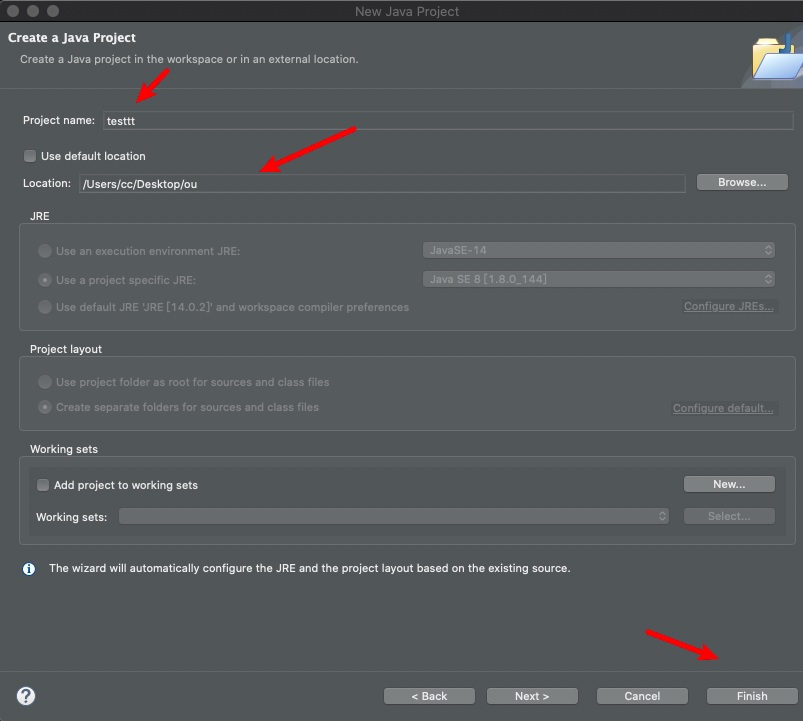 New Java Project
Create a Java Project
Create a Java project in the workspace or in an external location.
Project name: testtt
Use default location
Location: /Users/cc/Desktop/ou Browse...
JRE
Use an execution environment JRE: JavaSE-14
Use a project specific JRE: Java SE 8 [1.8.0_144]
Use default JRE 'JRE [14.0.2]' and workspace compiler preferences Configure JREs...
Project layout
Use project folder as root for sources and class files
Create separate folders for sources and class files Configure default...
Working sets
Add project to working sets New...
Working sets: Select...
The wizard will automatically configure the JRE and the project layout based on the existing source.
? < Back Next > Cancel Finish